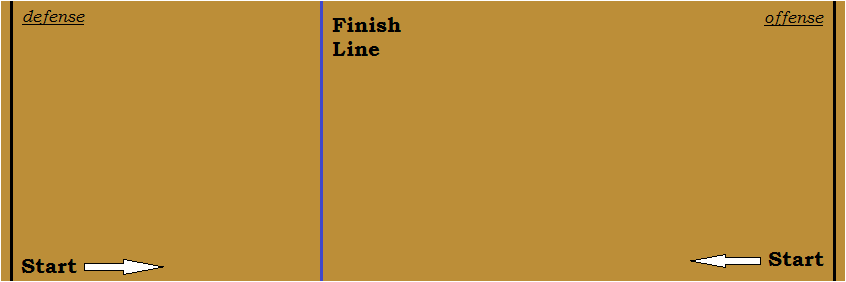 defense
offense
Finish
Line
Start
Start